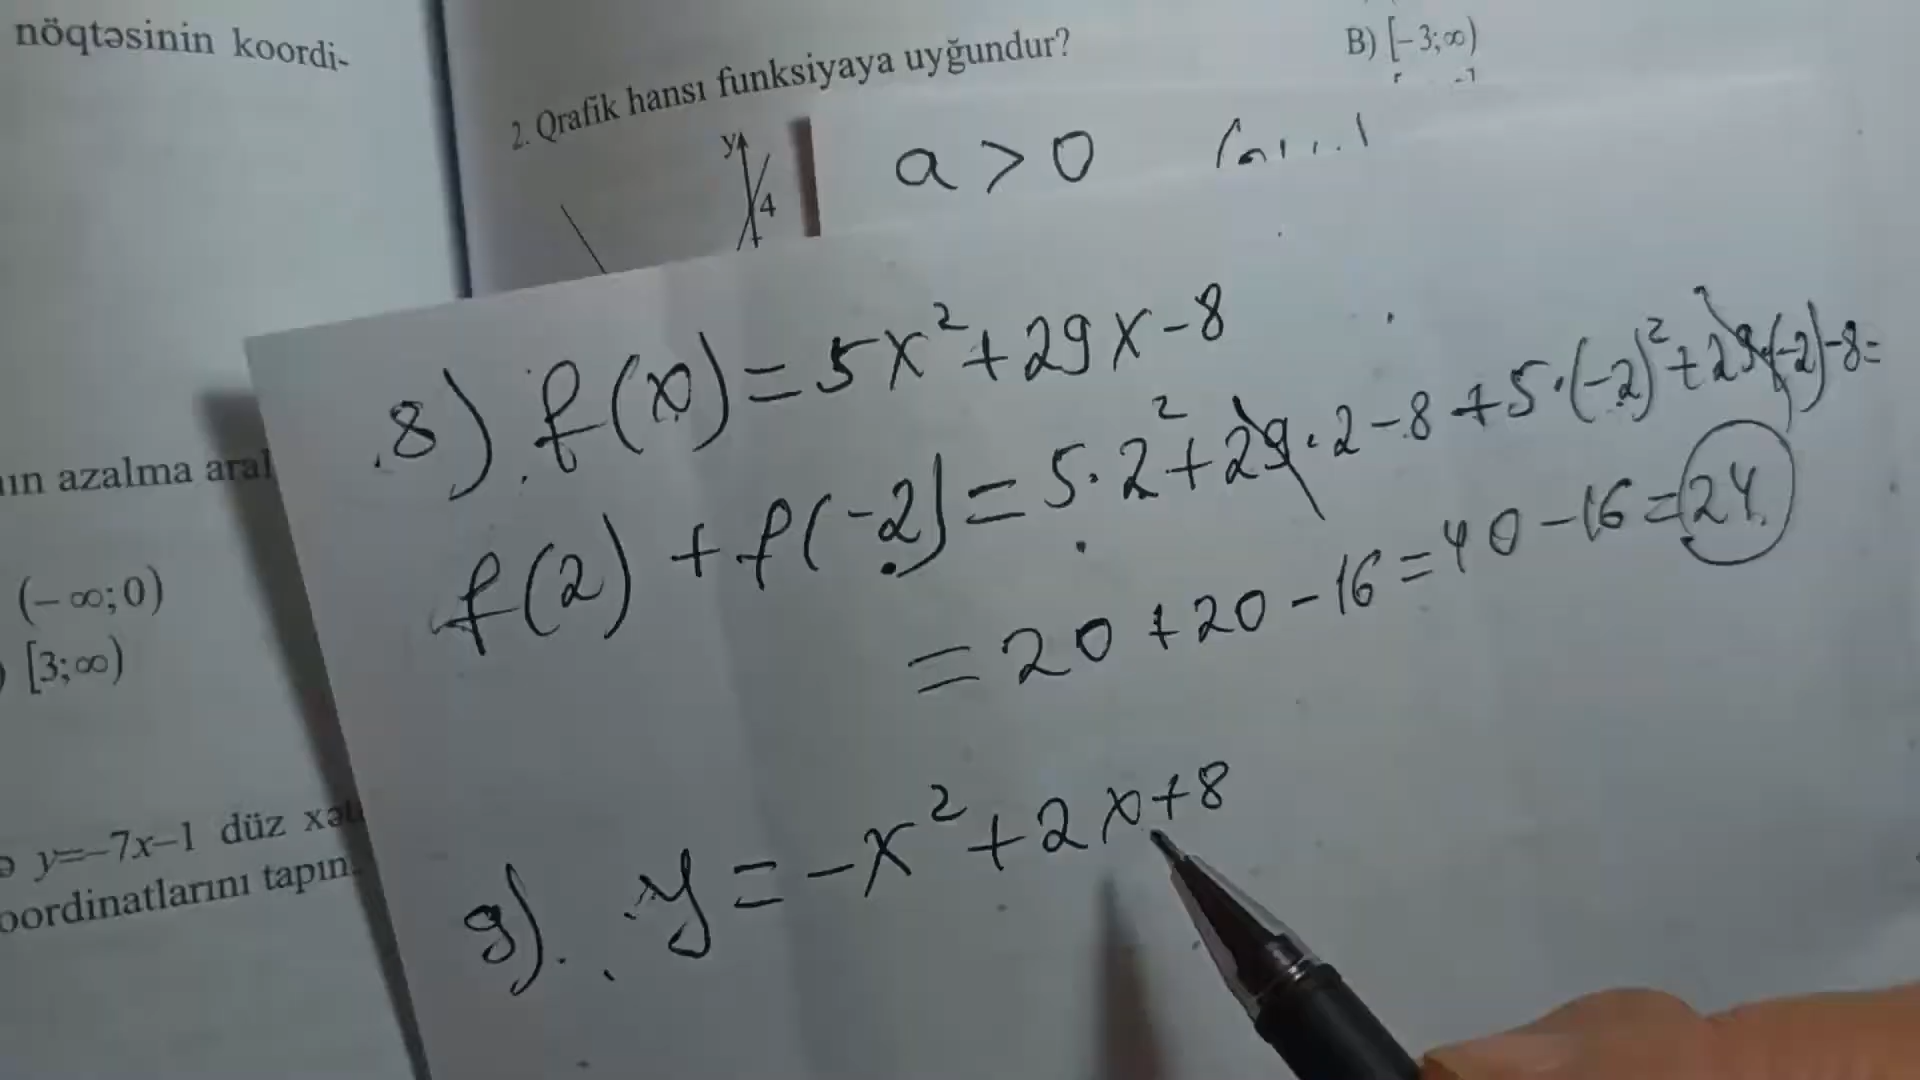 nöqtəsinin koordi-
2. Qrafik hansı funksiyaya uyğundur?
B) [-3;∞)
y
4
a > 0
ın azalma aral
(-∞;0)
[3;∞)
y=-7x-1 düz xət
oordinatlarını tapın.
8) f(x) = 5x² + 29x - 8
f(2) + f(-2) = 5·2² + 29·2 - 8 + 5·(-2)² + 29·(-2) - 8 =
= 20 + 20 - 16 = 40 - 16 = 24
9). y = -x² + 2x + 8